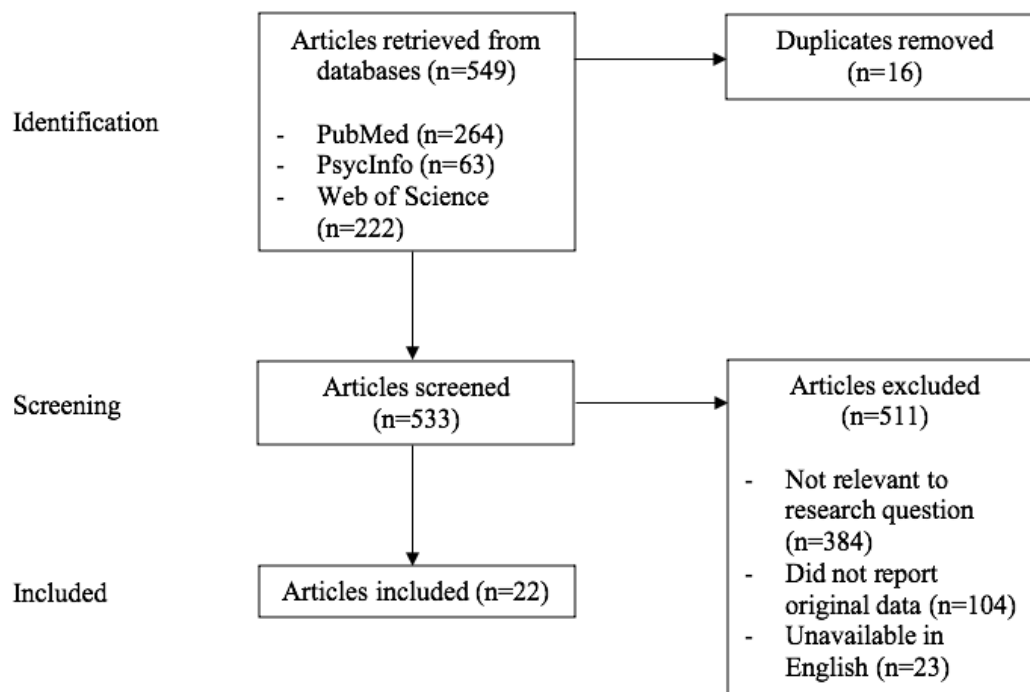 Identification
Articles retrieved from
databases (n=549)
- PubMed (n=264)
- PsycInfo (n=63)
- Web of Science
(n=222)
Duplicates removed
(n=16)
Screening
Articles screened
(n=533)
Articles excluded
(n=511)
- Not relevant to
research question
(n=384)
- Did not report
original data (n=104)
- Unavailable in
English (n=23)
Included
Articles included (n=22)